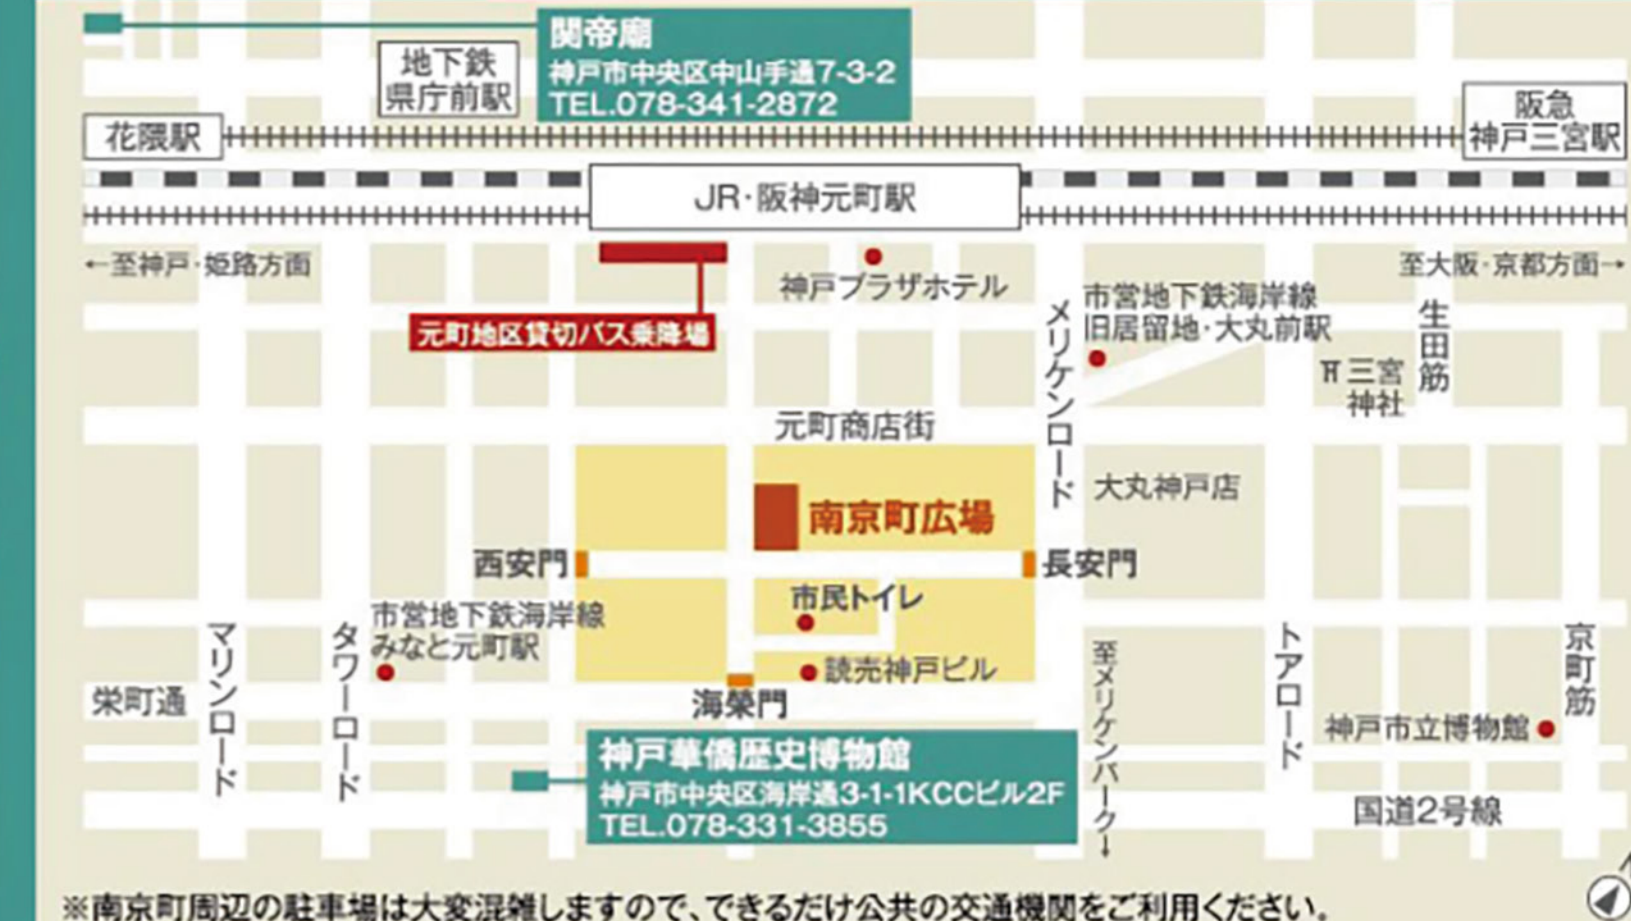 関帝廟
神戸市中央区中山手通7-3-2
TEL.078-341-2872
地下鉄
県庁前駅
花隈駅
阪急
神戸三宮駅
JR・阪神元町駅
←至神戸・姫路方面
至大阪・京都方面→
神戸プラザホテル
元町地区貸切バス乗降場
市営地下鉄海岸線
旧居留地・大丸前駅
メリケンロード
生田筋
三宮
神社
元町商店街
大丸神戸店
南京町広場
西安門
長安門
市民トイレ
市営地下鉄海岸線
みなと元町駅
読売神戸ビル
海榮門
栄町通
マリンロード
タワーロード
至メリケンパーク→
トアロード
京町筋
神戸市立博物館
神戸華僑歴史博物館
神戸市中央区海岸通3-1-1KCCビル2F
TEL.078-331-3855
国道2号線
※南京町周辺の駐車場は大変混雑しますので、できるだけ公共の交通機関をご利用ください。